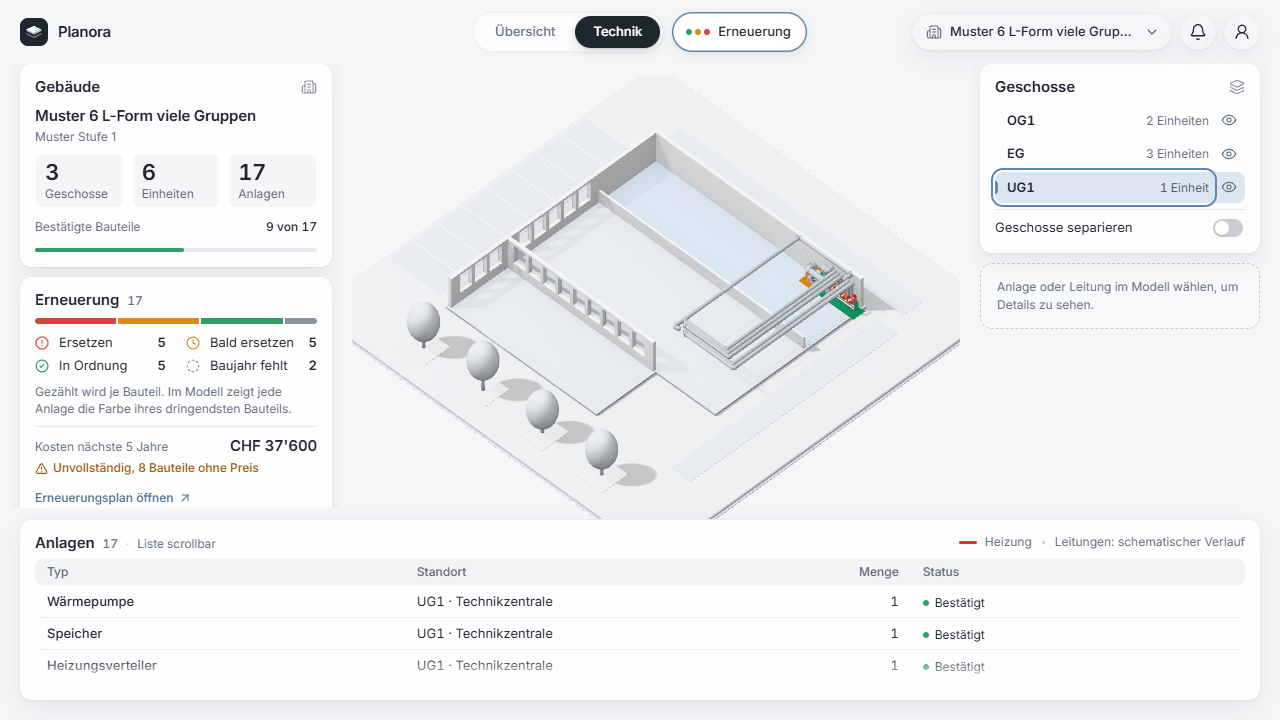 Planora
Übersicht
Technik
Erneuerung
Muster 6 L-Form viele Grup...
Gebäude
Muster 6 L-Form viele Gruppen
Muster Stufe 1
3 6 17
Geschosse Einheiten Anlagen
Bestätigte Bauteile 9 von 17
Erneuerung 17
Ersetzen 5 Bald ersetzen 5
In Ordnung 5 Baujahr fehlt 2
Gezählt wird je Bauteil. Im Modell zeigt jede
Anlage die Farbe ihres dringendsten Bauteils.
Kosten nächste 5 Jahre CHF 37'600
Unvollständig, 8 Bauteile ohne Preis
Erneuerungsplan öffnen
Geschosse
OG1 2 Einheiten
EG 3 Einheiten
UG1 1 Einheit
Geschosse separieren
Anlage oder Leitung im Modell wählen, um
Details zu sehen.
Anlagen 17 · Liste scrollbar
Heizung · Leitungen: schematischer Verlauf
Typ Standort Menge Status
Wärmepumpe UG1 · Technikzentrale 1 Bestätigt
Speicher UG1 · Technikzentrale 1 Bestätigt
Heizungsverteiler UG1 · Technikzentrale 1 Bestätigt